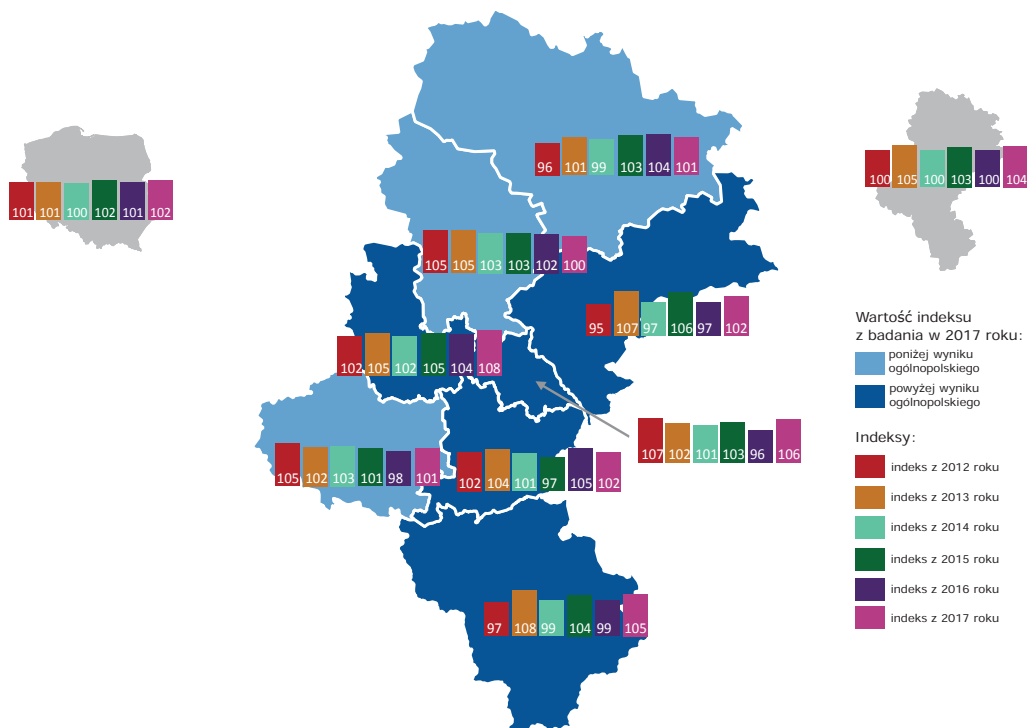 96 101 99 103 104 101
101 101 100 102 101 102
100 105 100 103 100 104
105 105 103 103 102 100
95 107 97 106 97 102
102 105 102 105 104 108
107 102 101 103 96 106
105 102 103 101 98 101
102 104 101 97 105 102
97 108 99 104 99 105
Wartość indeksu
z badania w 2017 roku:
poniżej wyniku
ogólnopolskiego
powyżej wyniku
ogólnopolskiego
Indeksy:
indeks z 2012 roku
indeks z 2013 roku
indeks z 2014 roku
indeks z 2015 roku
indeks z 2016 roku
indeks z 2017 roku